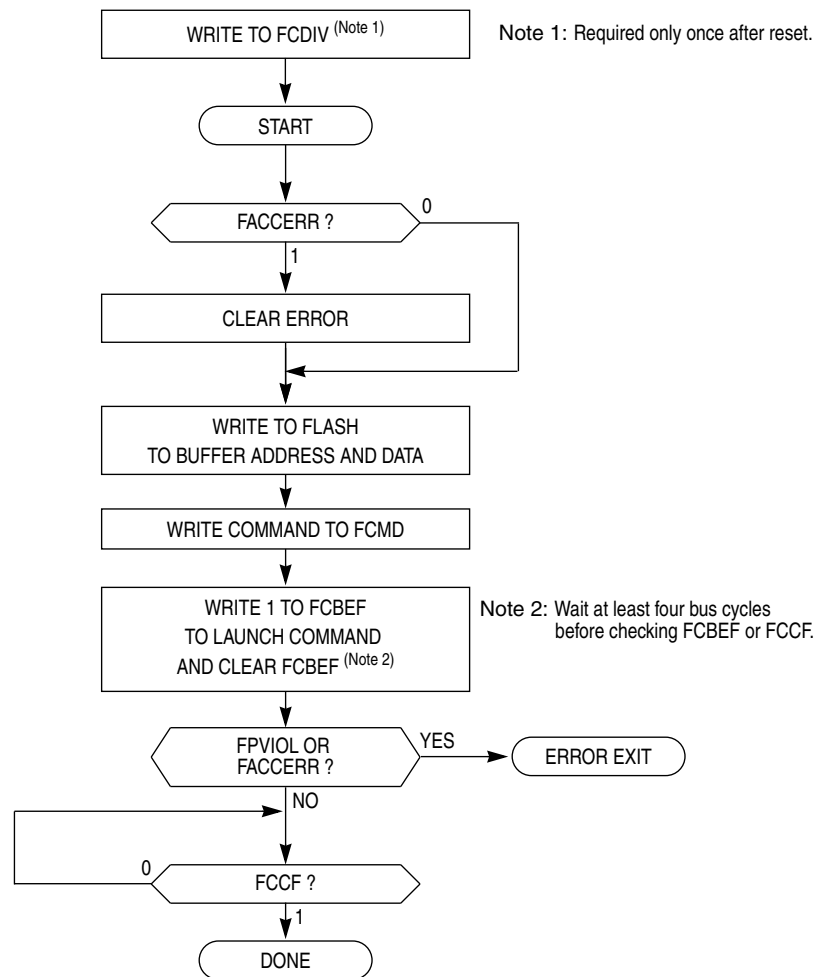 WRITE TO FCDIV (Note 1)
Note 1: Required only once after reset.
START
FACCERR ?
0
1
CLEAR ERROR
WRITE TO FLASH
TO BUFFER ADDRESS AND DATA
WRITE COMMAND TO FCMD
WRITE 1 TO FCBEF
TO LAUNCH COMMAND
AND CLEAR FCBEF (Note 2)
Note 2: Wait at least four bus cycles
before checking FCBEF or FCCF.
FPVIOL OR
FACCERR ?
YES
ERROR EXIT
NO
0
FCCF ?
1
DONE